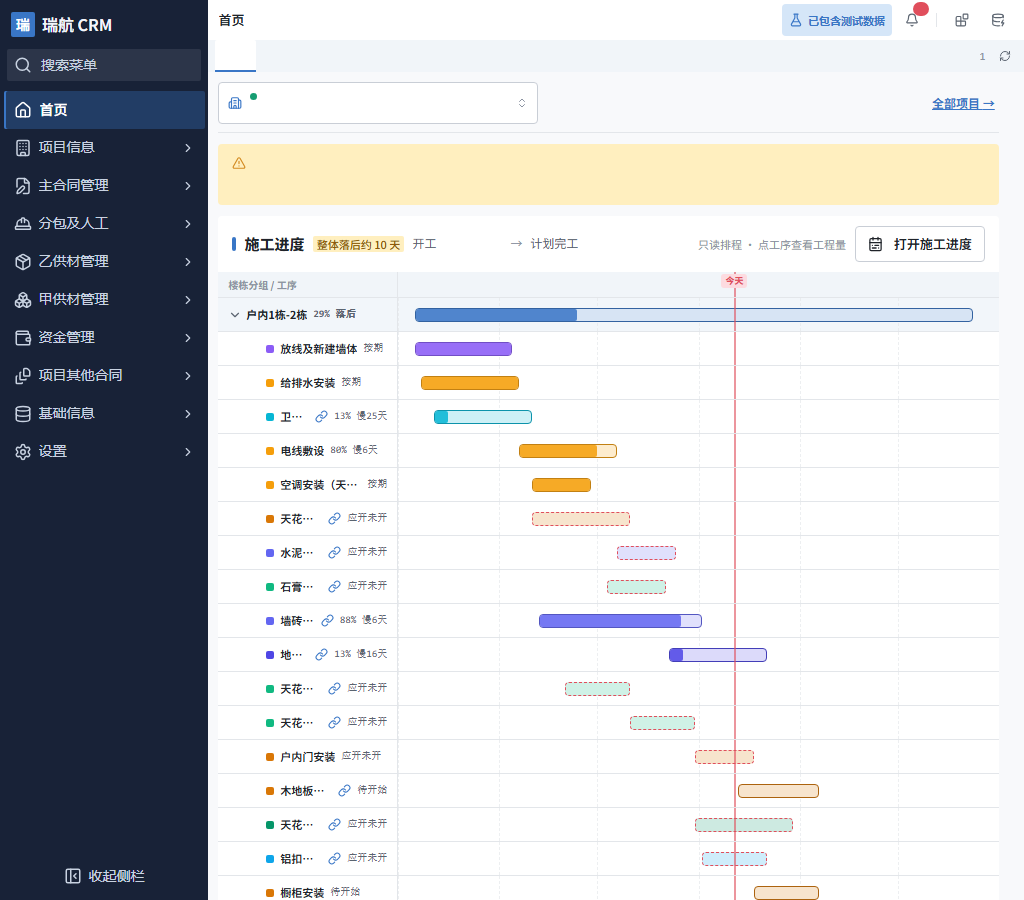 瑞 瑞航 CRM
首页
已包含测试数据
搜索菜单
1
首页
全部项目 →
项目信息
主合同管理
分包及人工
乙供材管理
甲供材管理
资金管理
项目其他合同
基础信息
设置
收起侧栏
施工进度 整体落后约 10 天 开工 → 计划完工 只读排程 • 点工序查看工程量 打开施工进度
楼栋分组 / 工序 今天
户内1栋-2栋 29% 落后
放线及新建墙体 按期
给排水安装 按期
卫… 13% 慢25天
电线敷设 80% 慢6天
空调安装（天… 按期
天花… 应开未开
水泥… 应开未开
石膏… 应开未开
墙砖… 88% 慢6天
地… 13% 慢16天
天花… 应开未开
天花… 应开未开
户内门安装 应开未开
木地板… 待开始
天花… 应开未开
铝扣… 应开未开
橱柜安装 待开始